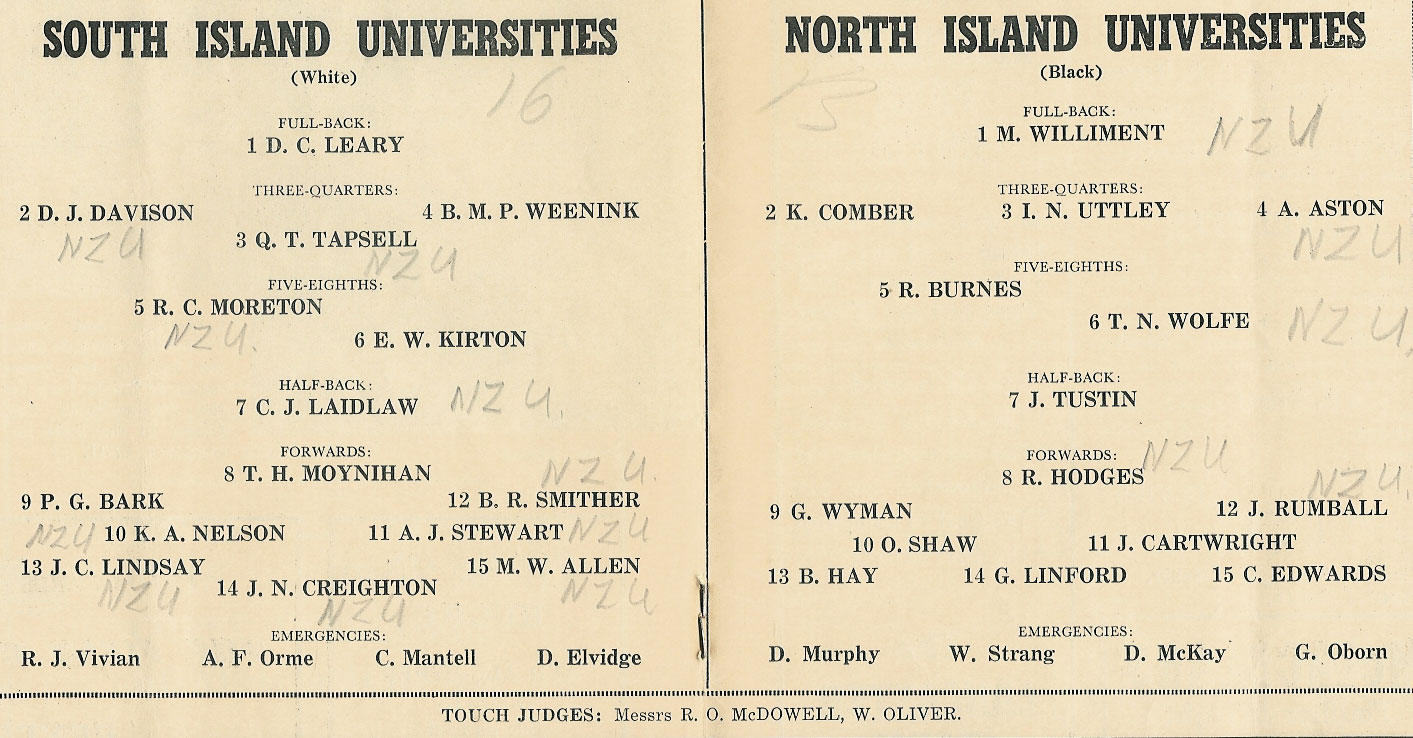 SOUTH ISLAND UNIVERSITIES
(White)
16
FULL-BACK:
1 D. C. LEARY
THREE-QUARTERS:
2 D. J. DAVISON 4 B. M. P. WEENINK
NZU
3 Q. T. TAPSELL
NZU
FIVE-EIGHTHS:
5 R. C. MORETON
NZU.
6 E. W. KIRTON
HALF-BACK:
7 C. J. LAIDLAW NZU.
FORWARDS:
8 T. H. MOYNIHAN NZU.
9 P. G. BARK 12 B. R. SMITHER
NZU 10 K. A. NELSON 11 A. J. STEWART NZU
13 J. C. LINDSAY 15 M. W. ALLEN
NZU 14 J. N. CREIGHTON NZU
NZU
EMERGENCIES:
R. J. Vivian A. F. Orme C. Mantell D. Elvidge
NORTH ISLAND UNIVERSITIES
(Black)
FULL-BACK:
1 M. WILLIMENT NZU
THREE-QUARTERS:
2 K. COMBER 3 I. N. UTTLEY 4 A. ASTON
NZU
FIVE-EIGHTHS:
5 R. BURNES
6 T. N. WOLFE NZU.
HALF-BACK:
7 J. TUSTIN
FORWARDS:
NZU
8 R. HODGES NZU.
9 G. WYMAN 12 J. RUMBALL
10 O. SHAW 11 J. CARTWRIGHT
13 B. HAY 14 G. LINFORD 15 C. EDWARDS
EMERGENCIES:
D. Murphy W. Strang D. McKay G. Oborn
TOUCH JUDGES: Messrs R. O. McDOWELL, W. OLIVER.